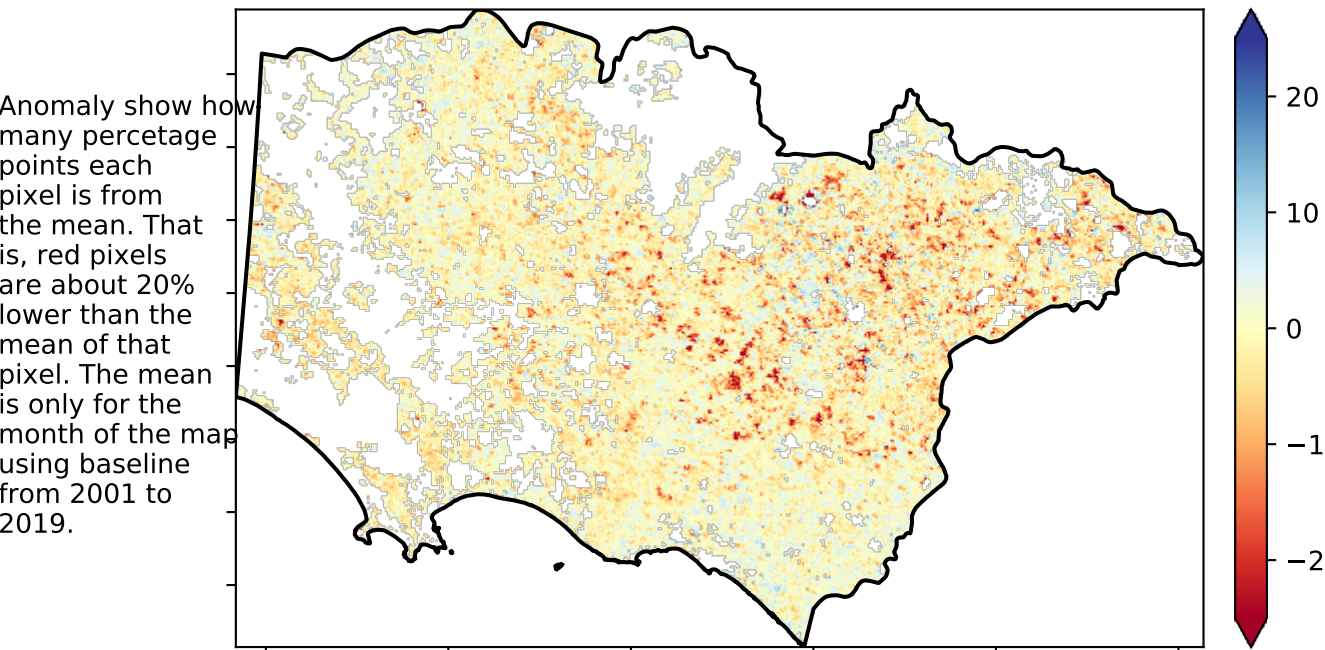 Anomaly show how
many percetage
points each
pixel is from
the mean. That
is, red pixels
are about 20%
lower than the
mean of that
pixel. The mean
is only for the
month of the map
using baseline
from 2001 to
2019.
20
10
0
−1
−2